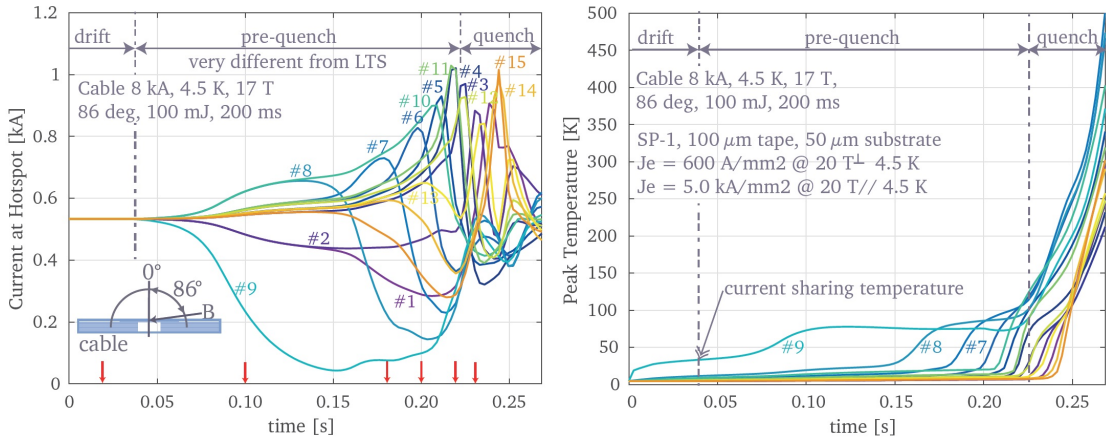 1.2
1
0.8
0.6
0.4
0.2
0
Current at Hotspot [kA]
drift
pre-quench
quench
very different from LTS
Cable 8 kA, 4.5 K, 17 T
86 deg, 100 mJ, 200 ms
#11
#4
#15
#5
#3
#14
#10
#6
#7
#8
#2
#1
#9
0°
86°
B
cable
0
0.05
0.10
0.15
0.20
0.25
time [s]
500
450
400
350
300
250
200
150
100
50
0
Peak Temperature [K]
drift
pre-quench
quench
Cable 8 kA, 4.5 K, 17 T,
86 deg, 100 mJ, 200 ms
SP-1, 100 μm tape, 50 μm substrate
Je = 600 A/mm2 @ 20 T┴ 4.5 K
Je = 5.0 kA/mm2 @ 20 T// 4.5 K
current sharing temperature
#9
#8
#7
0
0.05
0.10
0.15
0.20
0.25
time [s]